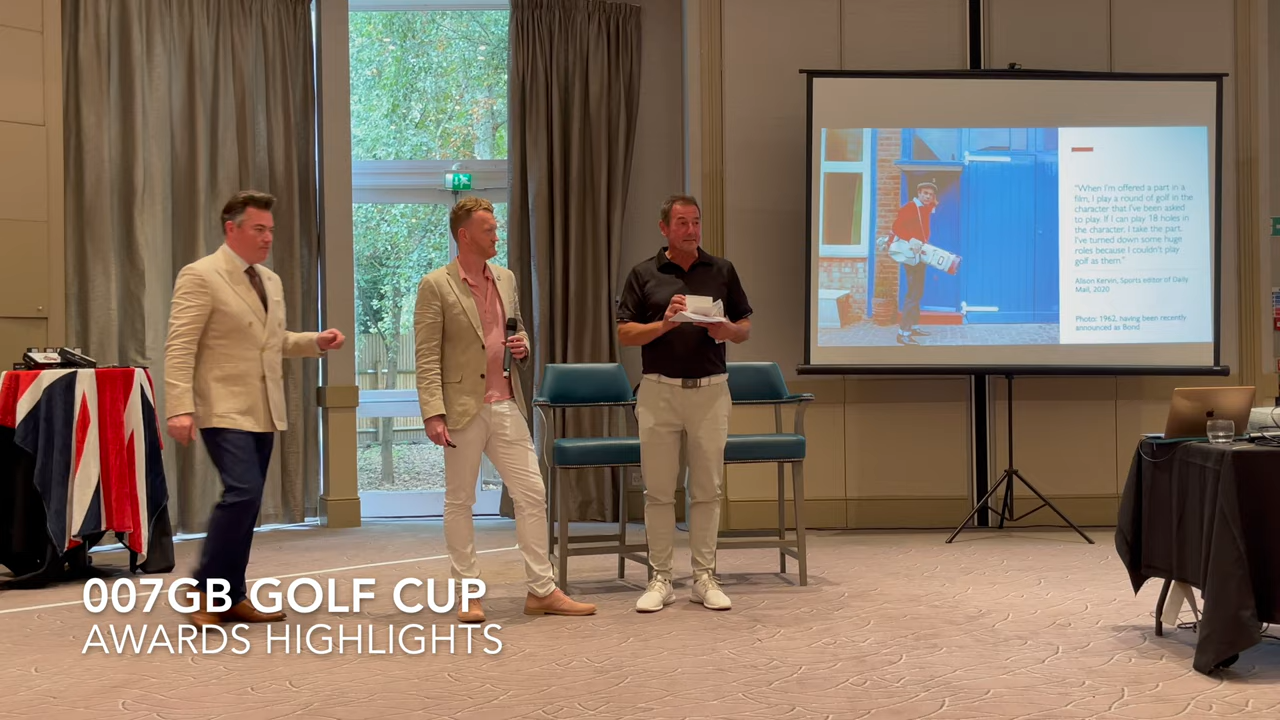 "When I'm offered a part in a
film, I play a round of golf in the
character that I've been asked
to play. If I can play 18 holes in
the character. I take the part.
I've turned down some huge
roles because I couldn't play
golf as them."
Alison Kervin, Sports editor of Daily
Mail, 2020
Photo: 1962, having been recently
announced as Bond
007GB GOLF CUP
AWARDS HIGHLIGHTS